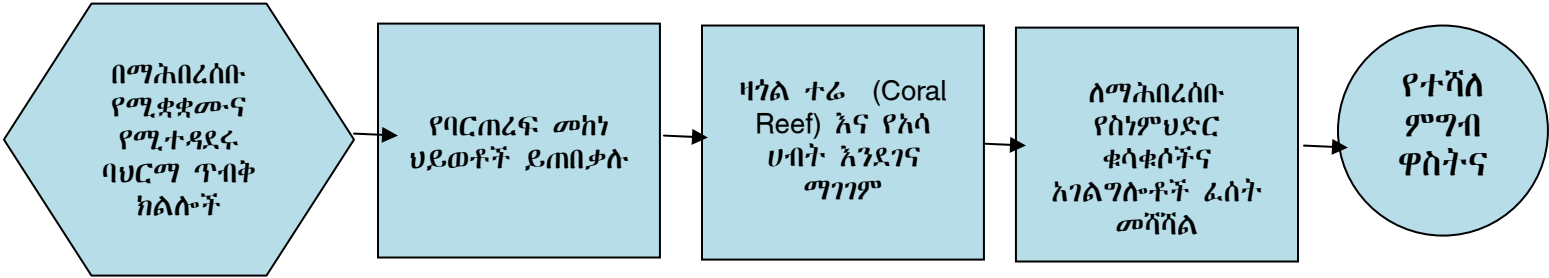 በማሕበረሰቡ
የሚቋቋሙና
የሚተዳደሩ
ባህርማ ጥብቅ
ክልሎች
የባርጠረፍ መከነ
ህይወቶች ይጠበቃሉ
ዛጎል ተሬ (Coral
Reef) እና የአሳ
ሀብት እንደገና
ማገገም
ለማሕበረሰቡ
የስነምህድር
ቁሳቁሶችና
አገልግሎቶች ፈሰት
መሻሻል
የተሻለ
ምግብ
ዋስትና